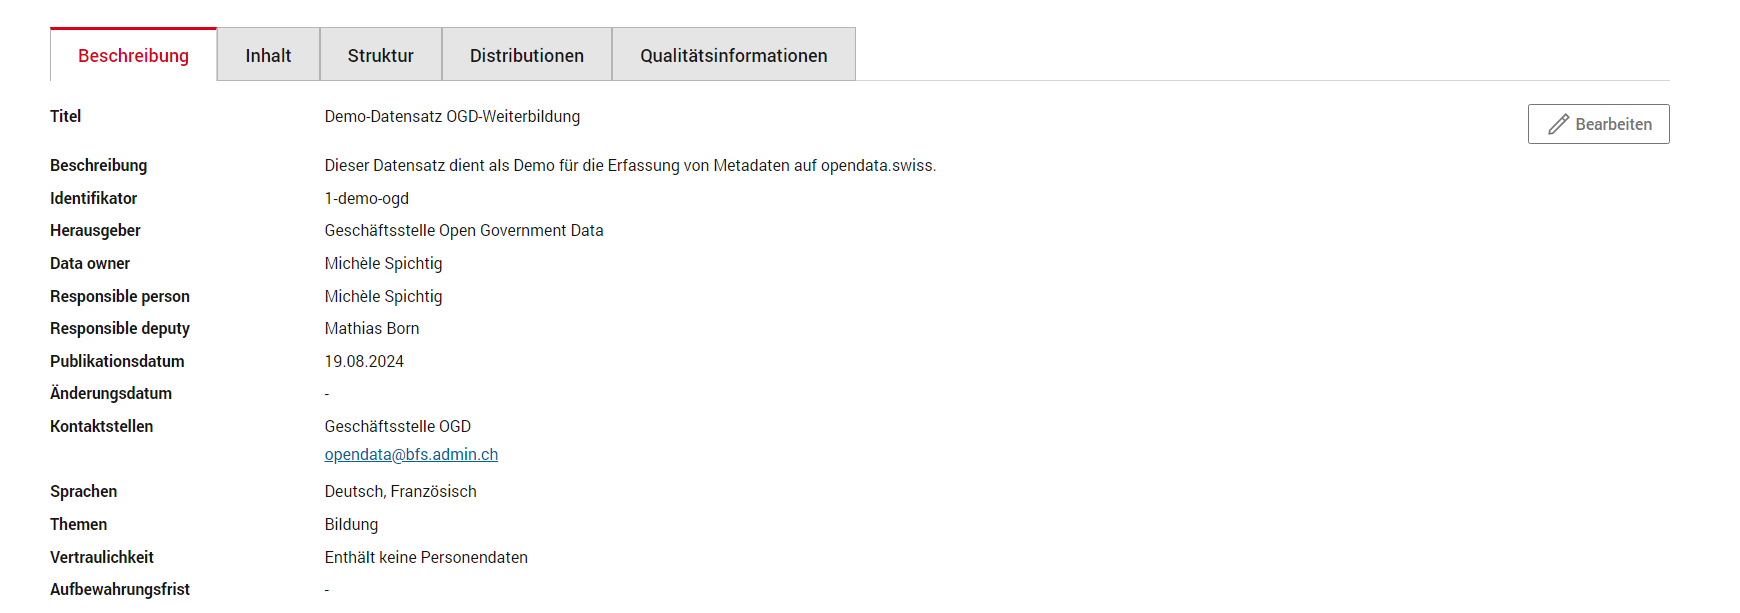 Beschreibung Inhalt Struktur Distributionen Qualitätsinformationen
Titel Demo-Datensatz OGD-Weiterbildung Bearbeiten
Beschreibung Dieser Datensatz dient als Demo für die Erfassung von Metadaten auf opendata.swiss.
Identifikator 1-demo-ogd
Herausgeber Geschäftsstelle Open Government Data
Data owner Michèle Spichtig
Responsible person Michèle Spichtig
Responsible deputy Mathias Born
Publikationsdatum 19.08.2024
Änderungsdatum -
Kontaktstellen Geschäftsstelle OGD
opendata@bfs.admin.ch
Sprachen Deutsch, Französisch
Themen Bildung
Vertraulichkeit Enthält keine Personendaten
Aufbewahrungsfrist -